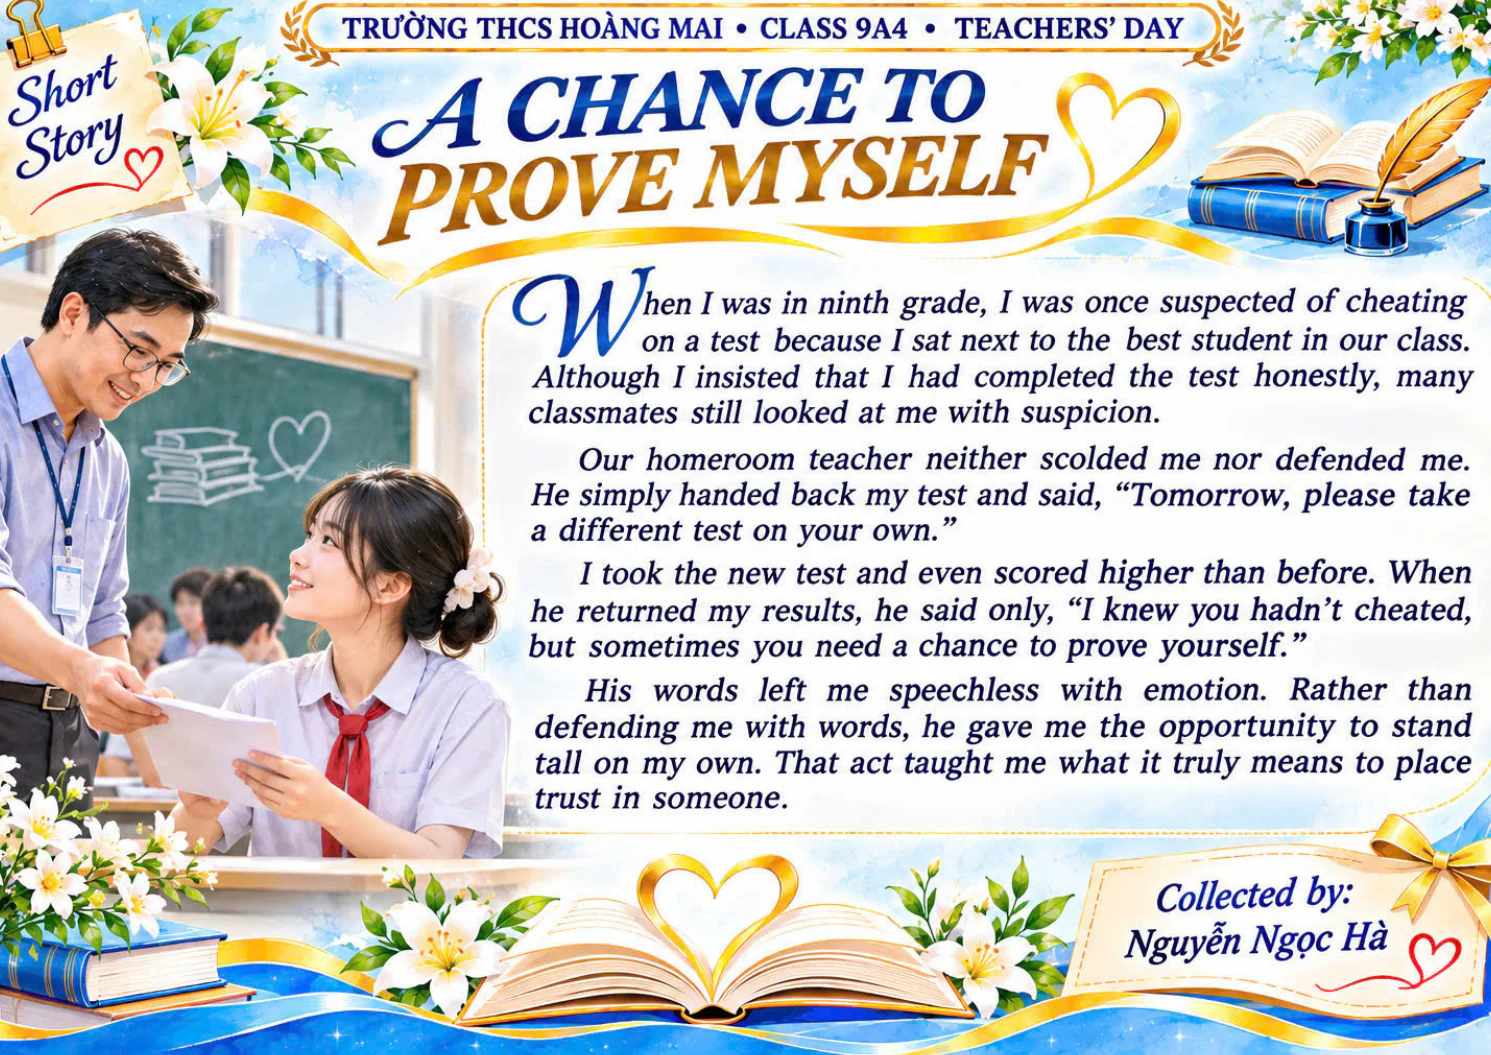 TRƯỜNG THCS HOÀNG MAI • CLASS 9A4 • TEACHERS’ DAY
Short
Story
A CHANCE TO
PROVE MYSELF
When I was in ninth grade, I was once suspected of cheating
on a test because I sat next to the best student in our class.
Although I insisted that I had completed the test honestly, many
classmates still looked at me with suspicion.
Our homeroom teacher neither scolded me nor defended me.
He simply handed back my test and said, “Tomorrow, please take
a different test on your own.”
I took the new test and even scored higher than before. When
he returned my results, he said only, “I knew you hadn’t cheated,
but sometimes you need a chance to prove yourself.”
His words left me speechless with emotion. Rather than
defending me with words, he gave me the opportunity to stand
tall on my own. That act taught me what it truly means to place
trust in someone.
Collected by:
Nguyễn Ngọc Hà